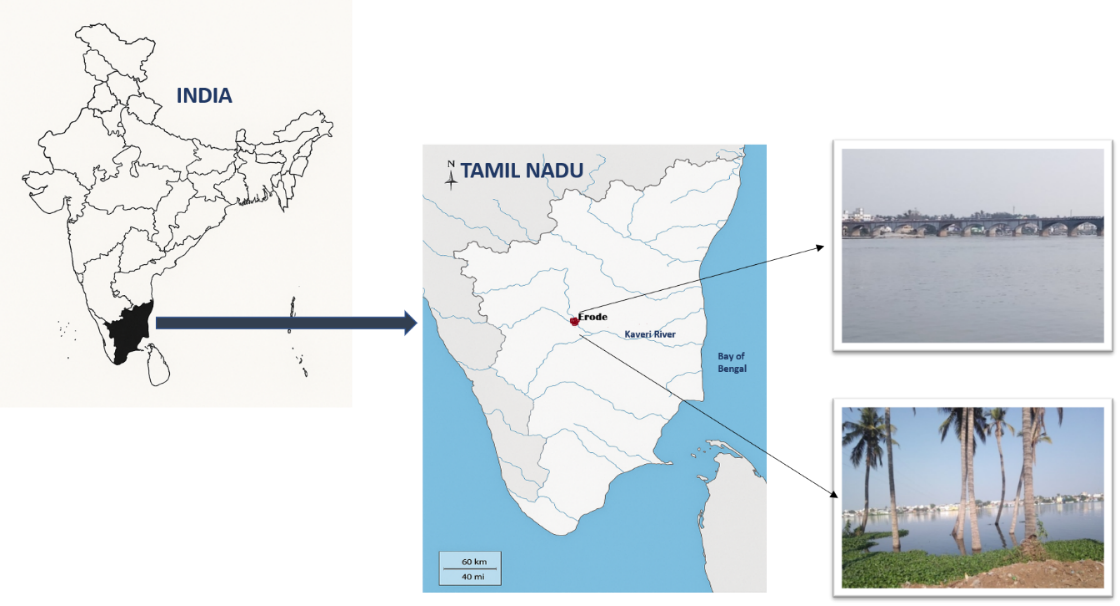 INDIA
N
TAMIL NADU
Erode
Kaveri River
Bay of
Bengal
60 km
40 mi